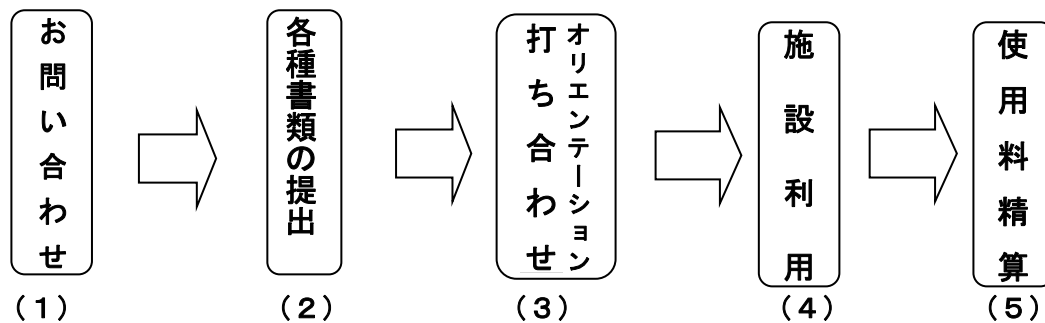 お問い合わせ
各種書類の提出
オリエンテーション
打ち合わせ
施設利用
使用料精算
（１）
（２）
（３）
（４）
（５）